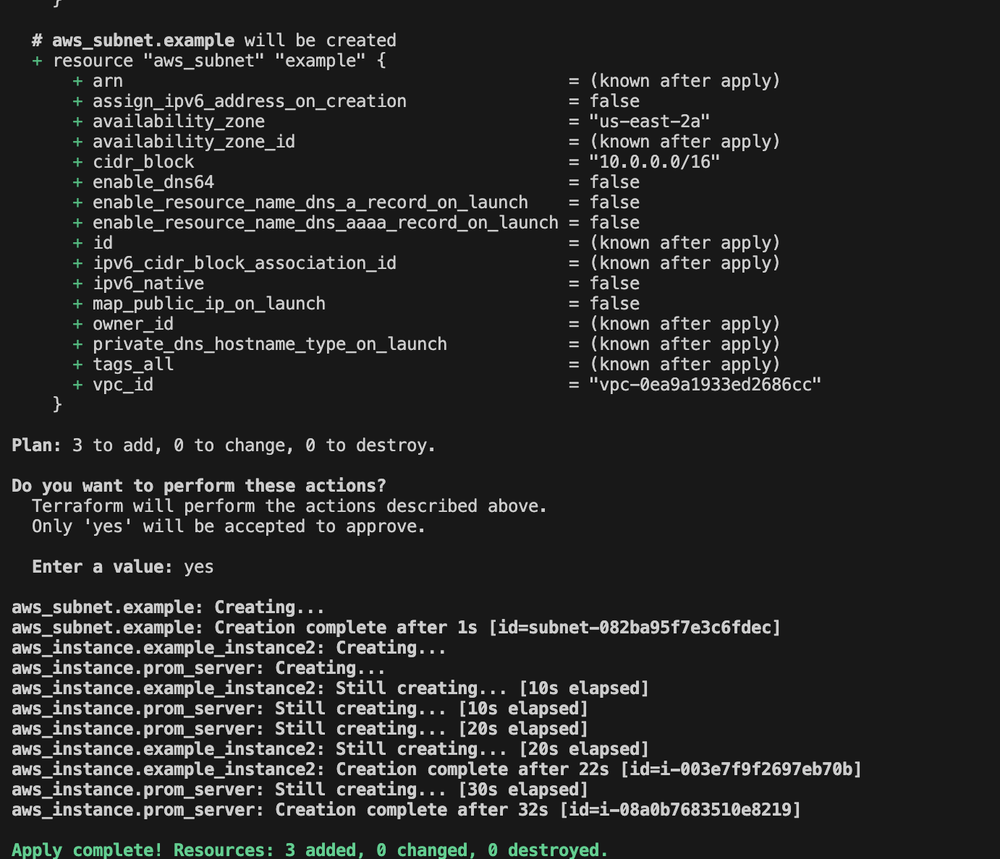 }
# aws_subnet.example will be created
+ resource "aws_subnet" "example" {
+ arn = (known after apply)
+ assign_ipv6_address_on_creation = false
+ availability_zone = "us-east-2a"
+ availability_zone_id = (known after apply)
+ cidr_block = "10.0.0.0/16"
+ enable_dns64 = false
+ enable_resource_name_dns_a_record_on_launch = false
+ enable_resource_name_dns_aaaa_record_on_launch = false
+ id = (known after apply)
+ ipv6_cidr_block_association_id = (known after apply)
+ ipv6_native = false
+ map_public_ip_on_launch = false
+ owner_id = (known after apply)
+ private_dns_hostname_type_on_launch = (known after apply)
+ tags_all = (known after apply)
+ vpc_id = "vpc-0ea9a1933ed2686cc"
}
Plan: 3 to add, 0 to change, 0 to destroy.
Do you want to perform these actions?
Terraform will perform the actions described above.
Only 'yes' will be accepted to approve.
Enter a value: yes
aws_subnet.example: Creating...
aws_subnet.example: Creation complete after 1s [id=subnet-082ba95f7e3c6fdec]
aws_instance.example_instance2: Creating...
aws_instance.prom_server: Creating...
aws_instance.example_instance2: Still creating... [10s elapsed]
aws_instance.prom_server: Still creating... [10s elapsed]
aws_instance.prom_server: Still creating... [20s elapsed]
aws_instance.example_instance2: Still creating... [20s elapsed]
aws_instance.example_instance2: Creation complete after 22s [id=i-003e7f9f2697eb70b]
aws_instance.prom_server: Still creating... [30s elapsed]
aws_instance.prom_server: Creation complete after 32s [id=i-08a0b7683510e8219]
Apply complete! Resources: 3 added, 0 changed, 0 destroyed.